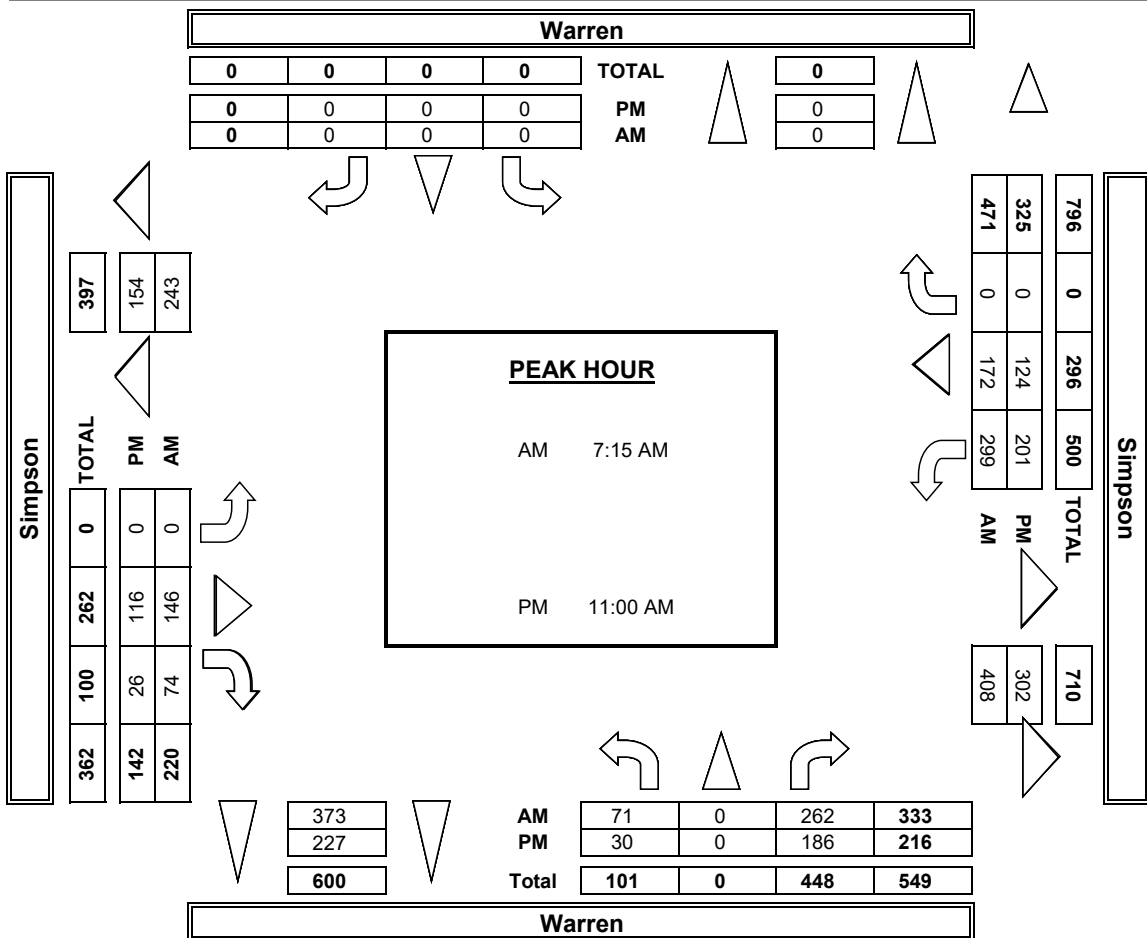 Warren
0 0 0 0 TOTAL 0
0 0 0 0 PM 0
0 0 0 0 AM 0
Simpson
397
154
243
TOTAL
PM
AM
0 262 100 362
0 116 26 142
0 146 74 220
PEAK HOUR
AM 7:15 AM
PM 11:00 AM
796 0 296 500 TOTAL
325 0 124 201 PM
471 0 172 299 AM
710
302
408
Simpson
373 AM 71 0 262 333
227 PM 30 0 186 216
600 Total 101 0 448 549
Warren